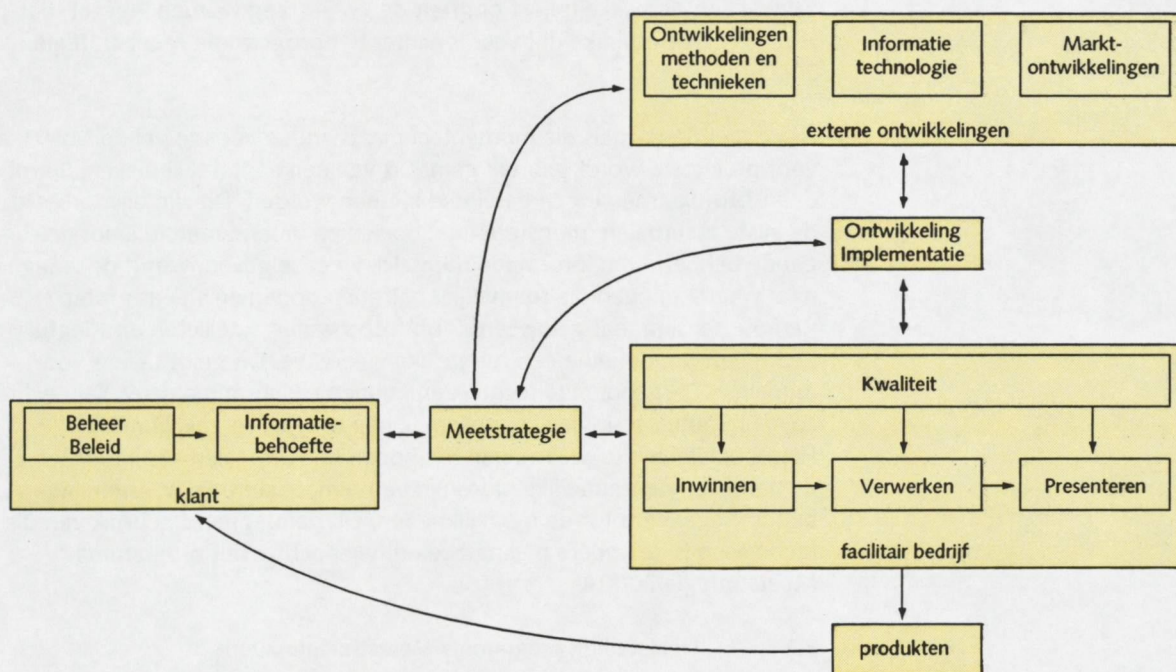 Ontwikkelingen
methoden en
technieken
Informatie
technologie
Markt-
ontwikkelingen
externe ontwikkelingen
Ontwikkeling
Implementatie
Kwaliteit
Beheer
Beleid
Informatie-
behoefte
Meetstrategie
Inwinnen
Verwerken
Presenteren
klant
facilitair bedrijf
produkten